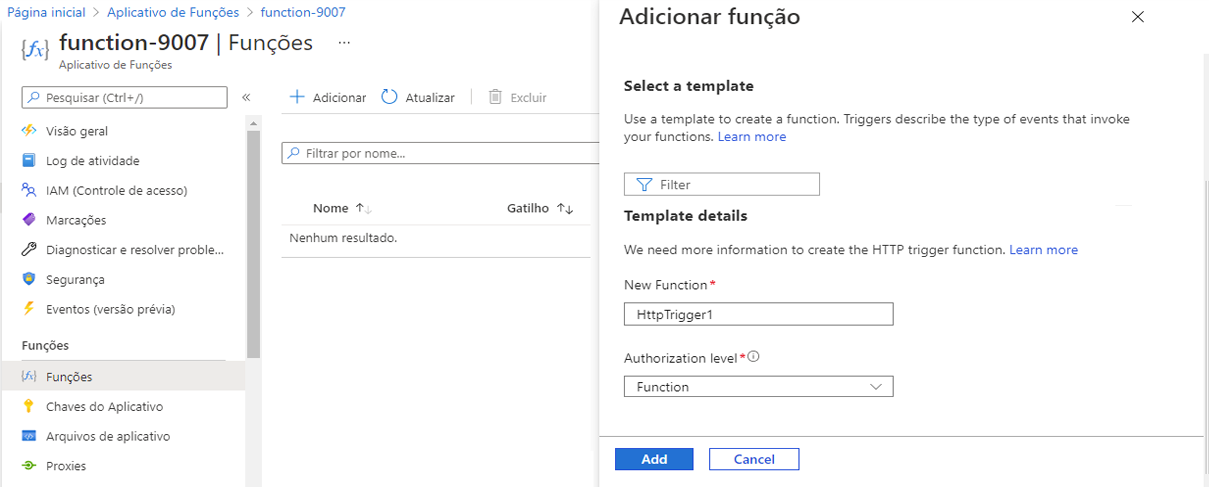 Página inicial > Aplicativo de Funções > function-9007
{fx} function-9007 | Funções ...
Aplicativo de Funções
Pesquisar (Ctrl+/) «
Visão geral
Log de atividade
IAM (Controle de acesso)
Marcações
Diagnosticar e resolver proble...
Segurança
Eventos (versão prévia)
Funções
{fx} Funções
Chaves do Aplicativo
Arquivos de aplicativo
Proxies
Adicionar Atualizar Excluir
Filtrar por nome...
Nome ↑↓ Gatilho ↑↓
Nenhum resultado.
Adicionar função
Select a template
Use a template to create a function. Triggers describe the type of events that invoke
your functions. Learn more
Filter
Template details
We need more information to create the HTTP trigger function. Learn more
New Function*
HttpTrigger1
Authorization level*
Function
Add Cancel